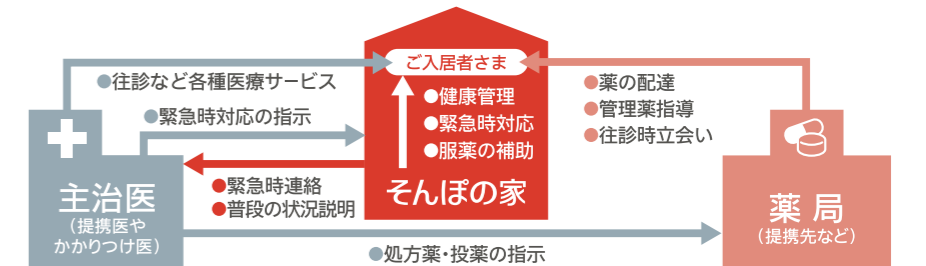 ご入居者さま
●往診など各種医療サービス
●薬の配達
●健康管理
●管理薬指導
●緊急時対応の指示
●緊急時対応
●往診時立会い
●服薬の補助
そんぽの家
●緊急時連絡
●普段の状況説明
主治医
（提携医や
かかりつけ医）
薬局
（提携先など）
●処方薬・投薬の指示